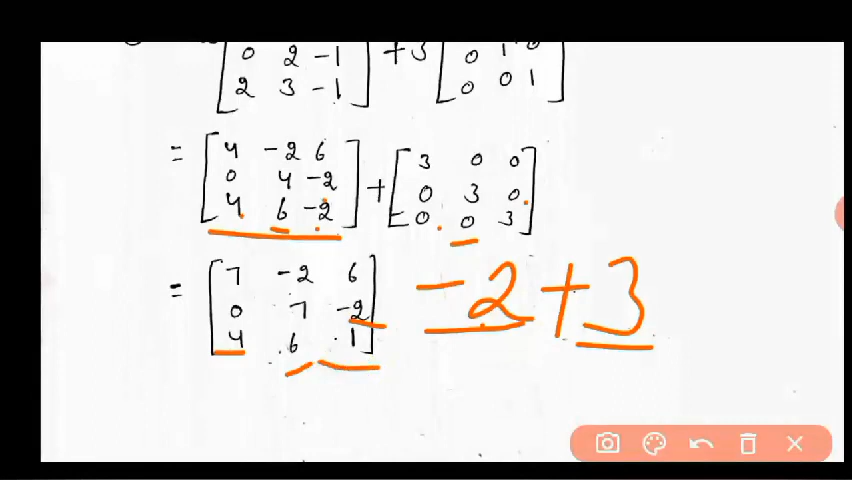 0 2 -1 + 3 0 1 0
2 3 -1 0 0 1
= [ 4 -2 6
0 4 -2
4 6 -2 ] + [ 3 0 0
0 3 0
0 0 3 ]
= [ 7 -2 6
0 7 -2
4 6 1 ]
-2 + 3